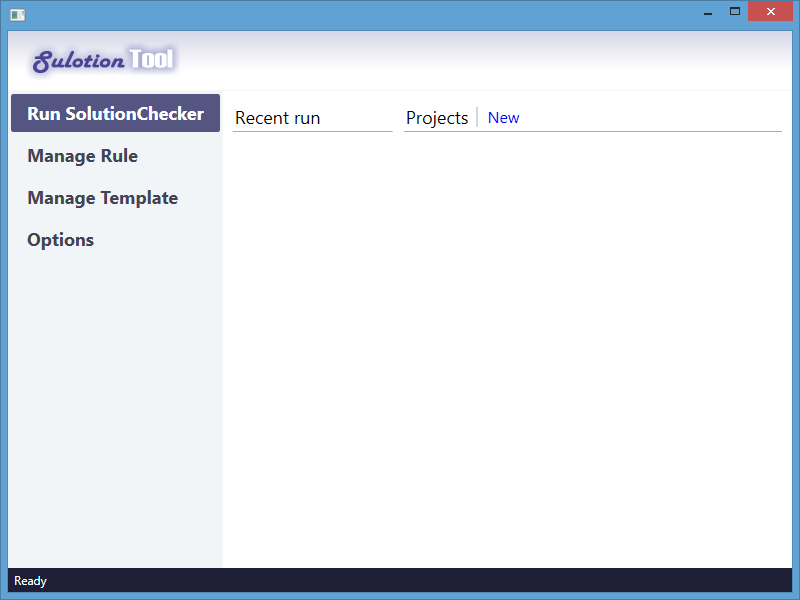 Sulotion Tool
Run SolutionChecker
Manage Rule
Manage Template
Options
Recent run
Projects New
Ready